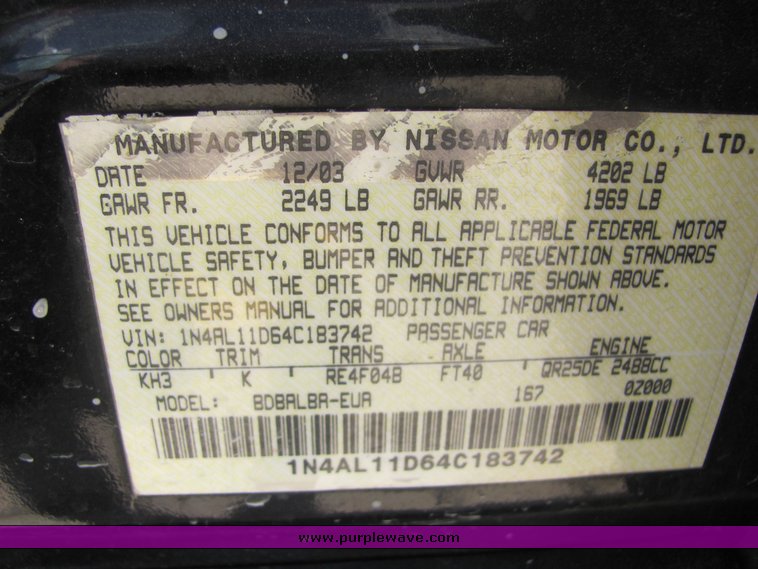 MANUFACTURED BY NISSAN MOTOR CO., LTD.
DATE 12/03 GVWR 4202 LB
GAWR FR. 2249 LB GAWR RR. 1969 LB
THIS VEHICLE CONFORMS TO ALL APPLICABLE FEDERAL MOTOR
VEHICLE SAFETY, BUMPER AND THEFT PREVENTION STANDARDS
IN EFFECT ON THE DATE OF MANUFACTURE SHOWN ABOVE.
SEE OWNERS MANUAL FOR ADDITIONAL INFORMATION.
VIN: 1N4AL11D64C183742 PASSENGER CAR
COLOR TRIM TRANS AXLE ENGINE
KH3 K RE4F04B FT40 QR25DE 2488CC
MODEL: BDBALBA-EUA 167 0Z000
1N4AL11D64C183742
www.purplewave.com